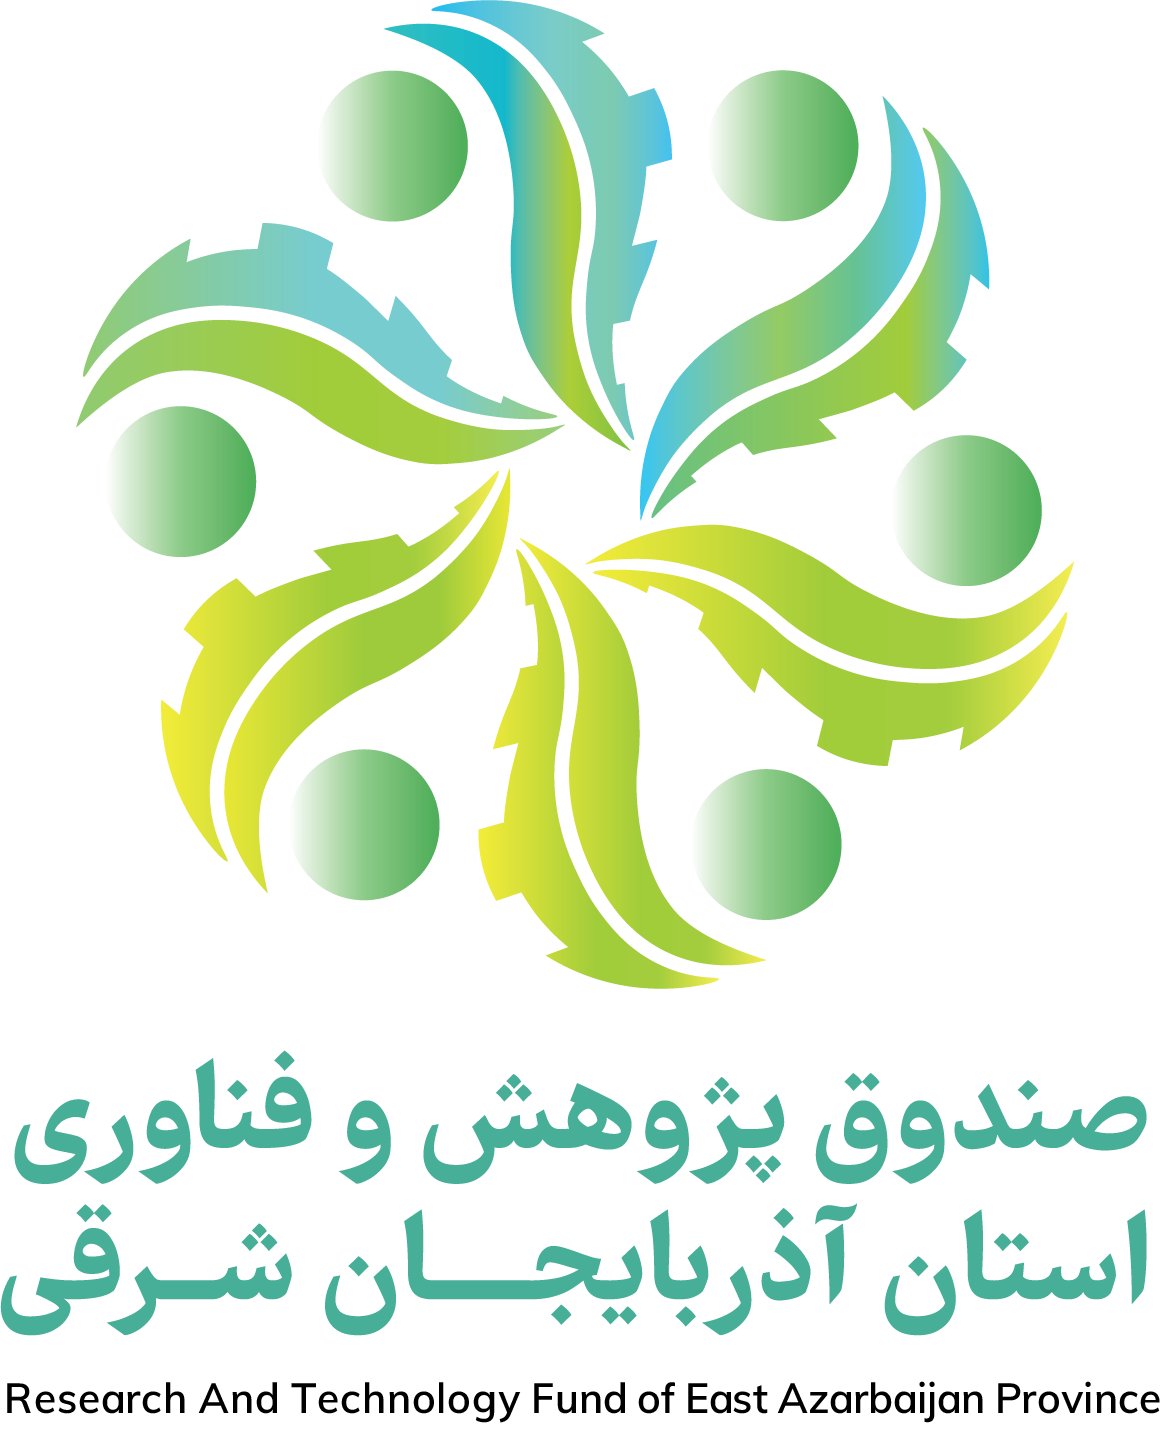 صندوق پژوهش و فناوری
استان آذربایجان شرقی
Research And Technology Fund of East Azarbaijan Province